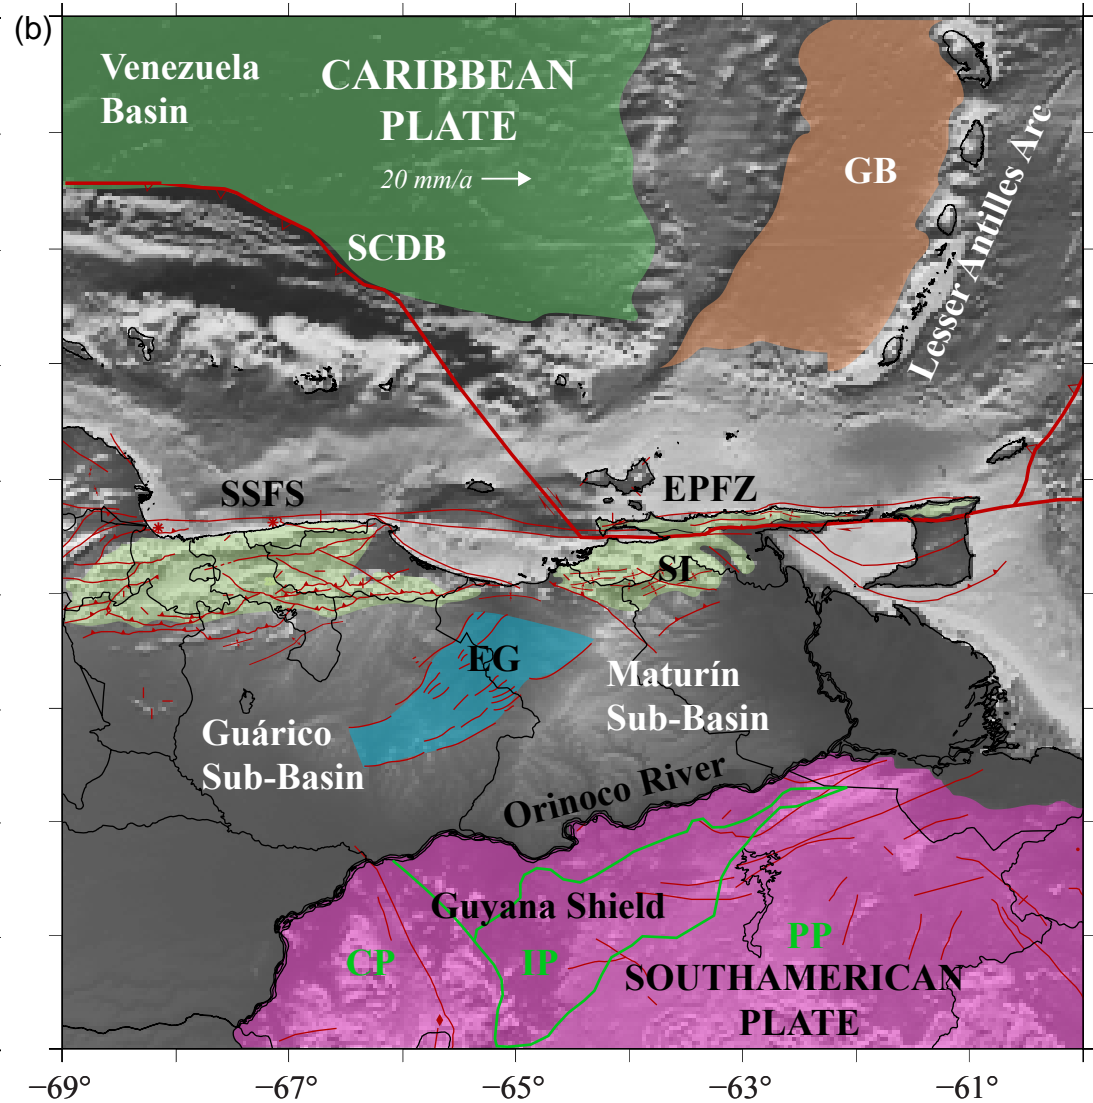 (b)
Venezuela
Basin
CARIBBEAN
PLATE
20 mm/a
GB
SCDB
Lesser Antilles Arc
SSFS
EPFZ
SI
EG
Maturín
Sub-Basin
Guárico
Sub-Basin
Orinoco River
Guyana Shield
CP
IP
PP
SOUTHAMERICAN
PLATE
−69°
−67°
−65°
−63°
−61°